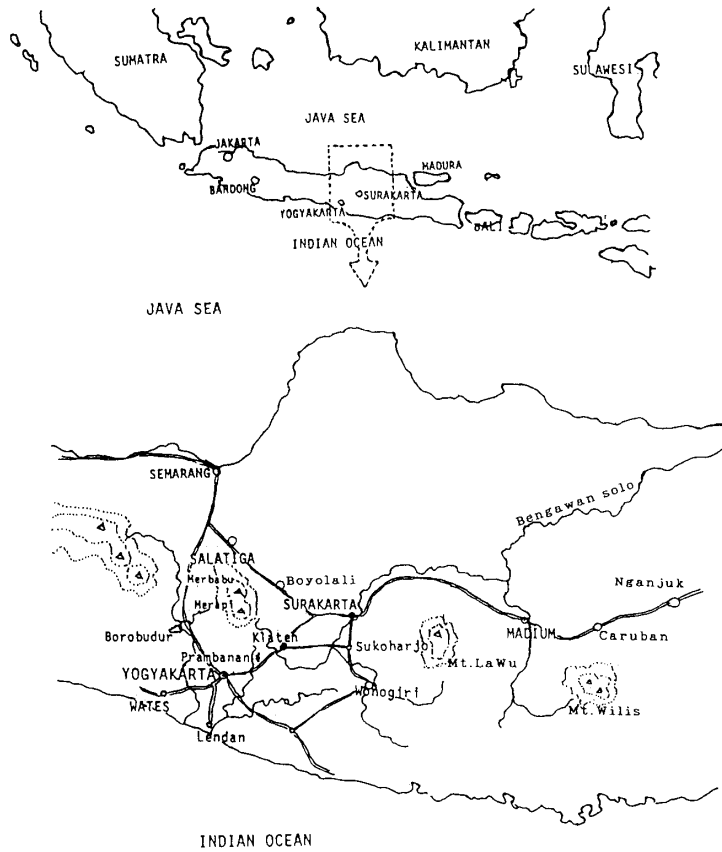 SUMATRA
KALIMANTAN
SULAWESI
JAVA SEA
JAKARTA
MADURA
BANDONG
SURAKARTA
YOGYAKARTA
BALI
INDIAN OCEAN
JAVA SEA
SEMARANG
Bengawan solo
SALATIGA
Merbabu
Boyolali
Nganjuk
Merapi
SURAKARTA
Borobudur
Klaten
Sukoharjo
MADIUM
Caruban
Prambanan
Mt.LaWu
YOGYAKARTA
Wonogiri
WATES
Mt.Wilis
Lendan
INDIAN OCEAN